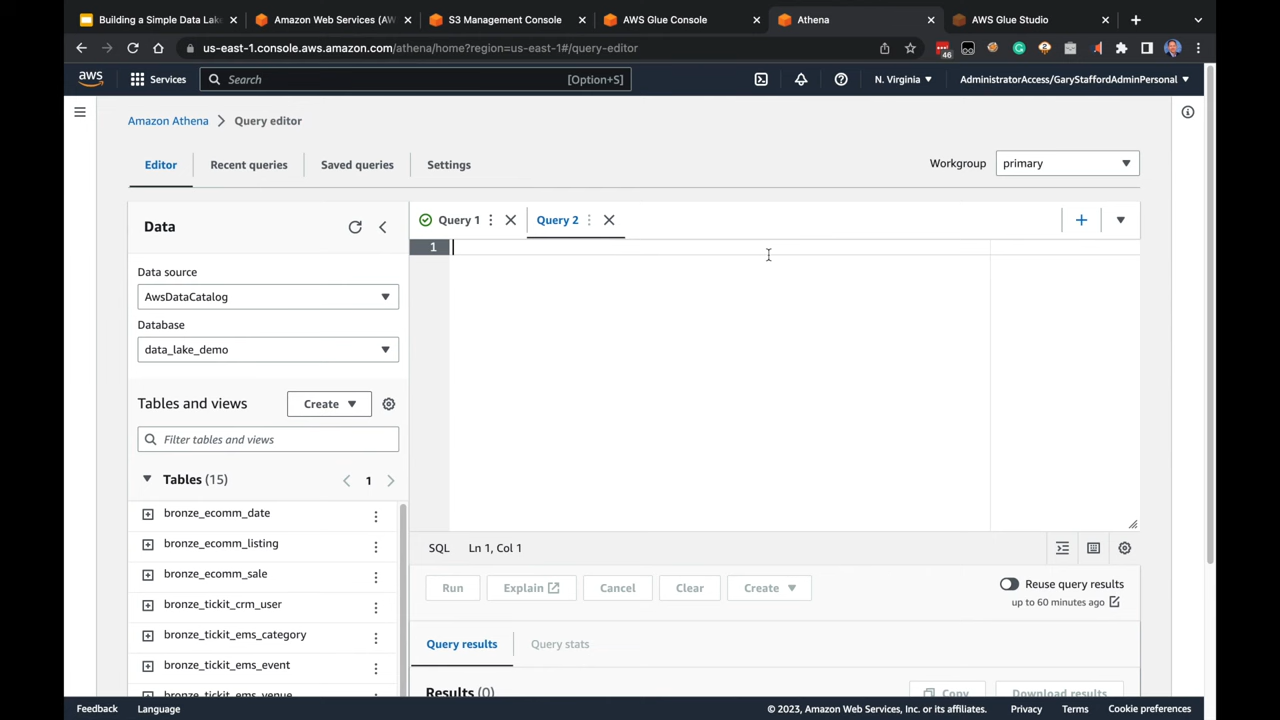 Building a Simple Data Lake
Amazon Web Services (AW
S3 Management Console
AWS Glue Console
Athena
AWS Glue Studio
us-east-1.console.aws.amazon.com/athena/home?region=us-east-1#/query-editor
46
aws
Services
Search
[Option+S]
N. Virginia
AdministratorAccess/GaryStaffordAdminPersonal
Amazon Athena
Query editor
Editor
Recent queries
Saved queries
Settings
Workgroup
primary
Data
Query 1
Query 2
1
Data source
AwsDataCatalog
Database
data_lake_demo
Tables and views
Create
Filter tables and views
Tables (15)
1
bronze_ecomm_date
bronze_ecomm_listing
bronze_ecomm_sale
bronze_tickit_crm_user
bronze_tickit_ems_category
bronze_tickit_ems_event
bronze_tickit_ems_venue
SQL
Ln 1, Col 1
Run
Explain
Cancel
Clear
Create
Reuse query results
up to 60 minutes ago
Query results
Query stats
Results (0)
Copy
Download results
Feedback
Language
© 2023, Amazon Web Services, Inc. or its affiliates.
Privacy
Terms
Cookie preferences